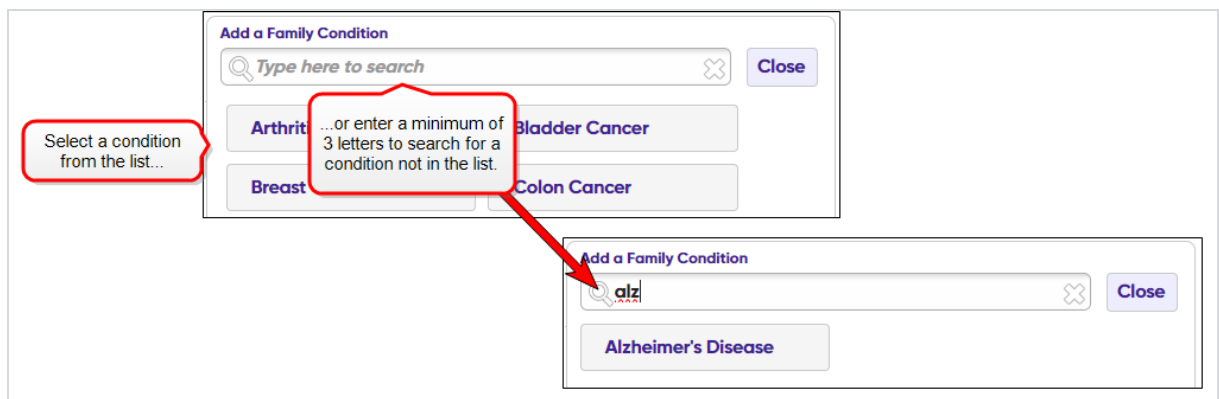 Add a Family Condition
Type here to search
Close
Select a condition
from the list...
...or enter a minimum of
3 letters to search for a
condition not in the list.
Arthriti
Bladder Cancer
Breast
Colon Cancer
Add a Family Condition
alz
Close
Alzheimer's Disease